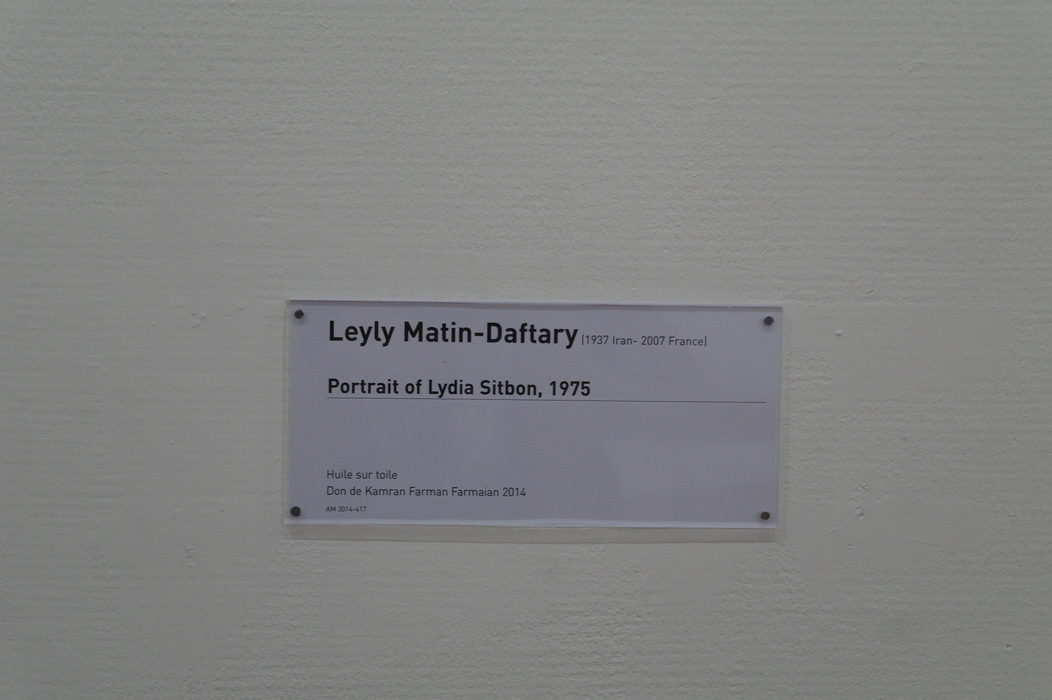 Leyly Matin-Daftary (1937 Iran- 2007 France)
Portrait of Lydia Sitbon, 1975
Huile sur toile
Don de Kamran Farman Farmaian 2014
AM 2014-417